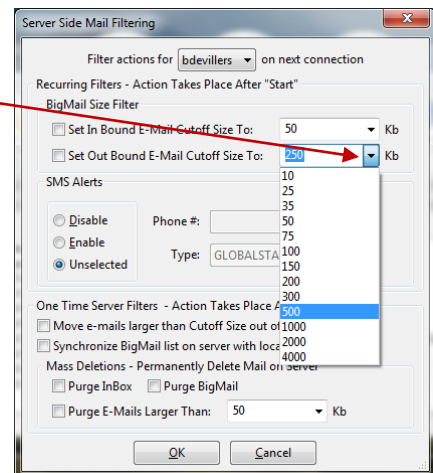 Server Side Mail Filtering
Filter actions for bdevillers on next connection
Recurring Filters - Action Takes Place After "Start"
BigMail Size Filter
Set In Bound E-Mail Cutoff Size To: 50 Kb
Set Out Bound E-Mail Cutoff Size To: 250 Kb
10
25
35
50
75
100
150
200
300
500
1000
2000
4000
SMS Alerts
Disable
Enable
Unselected
Phone #:
Type: GLOBALSTA
One Time Server Filters - Action Takes Place A
Move e-mails larger than Cutoff Size out of
Synchronize BigMail list on server with loca
Mass Deletions - Permanently Delete Mail on Server
Purge InBox Purge BigMail
Purge E-Mails Larger Than: 50 Kb
OK Cancel